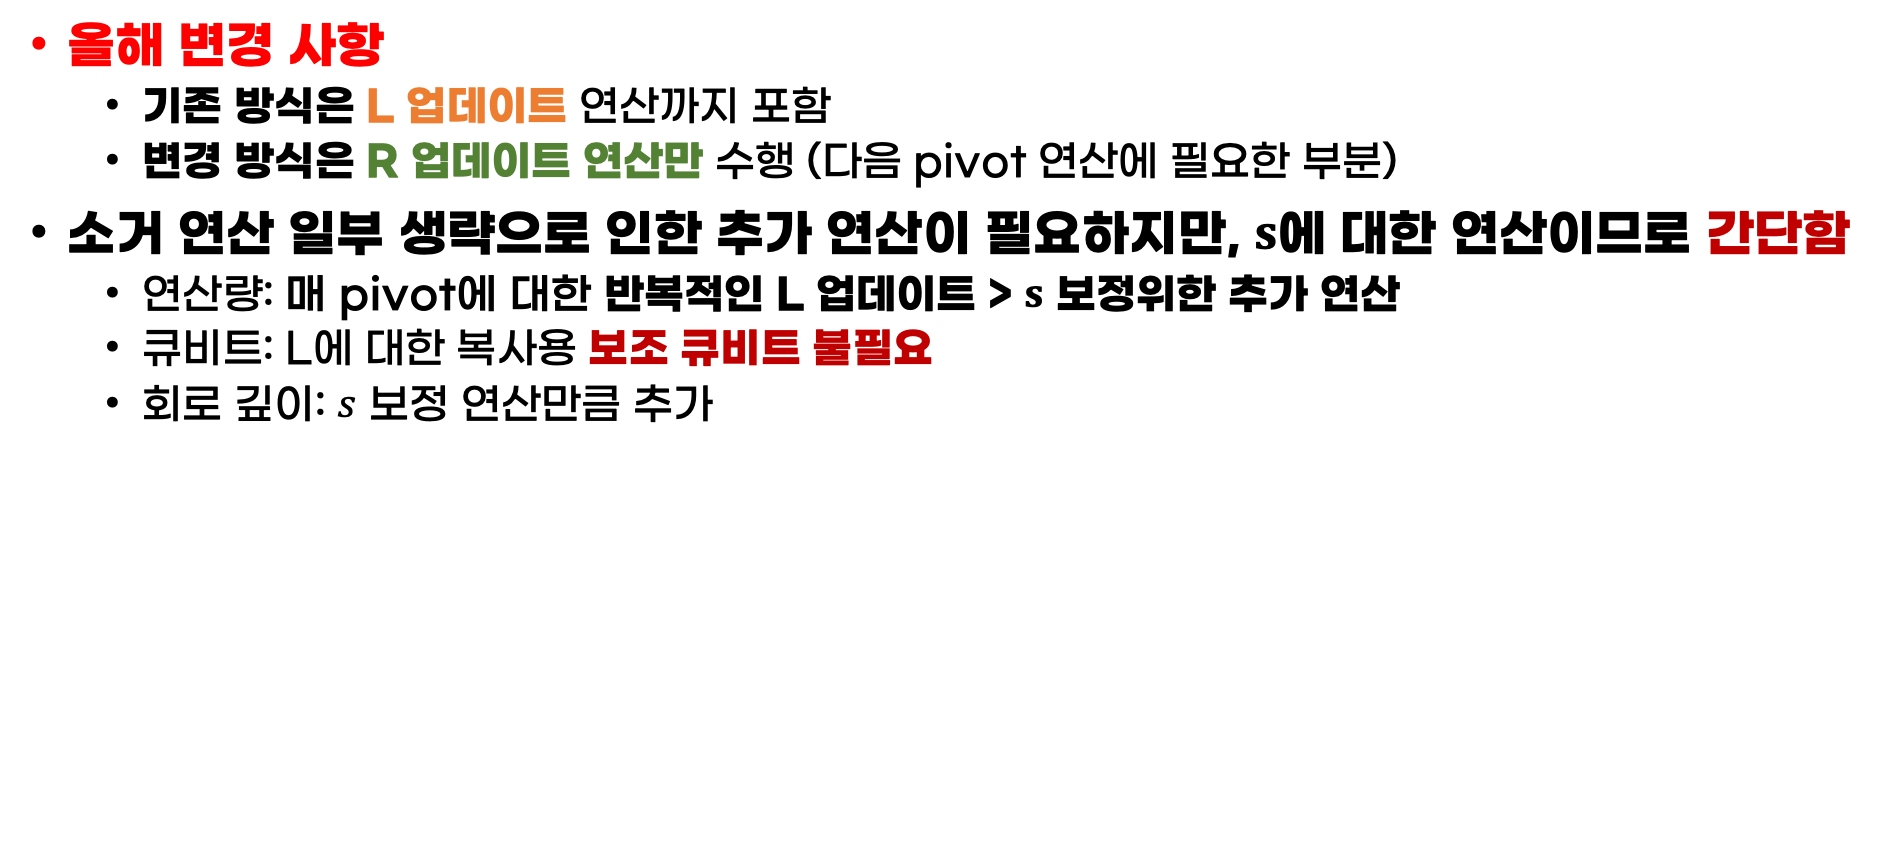 • 올해 변경 사항
• 기존 방식은 L 업데이트 연산까지 포함
• 변경 방식은 R 업데이트 연산만 수행 (다음 pivot 연산에 필요한 부분)
• 소거 연산 일부 생략으로 인한 추가 연산이 필요하지만, s에 대한 연산이므로 간단함
• 연산량: 매 pivot에 대한 반복적인 L 업데이트 > s 보정위한 추가 연산
• 큐비트: L에 대한 복사용 보조 큐비트 불필요
• 회로 깊이: s 보정 연산만큼 추가